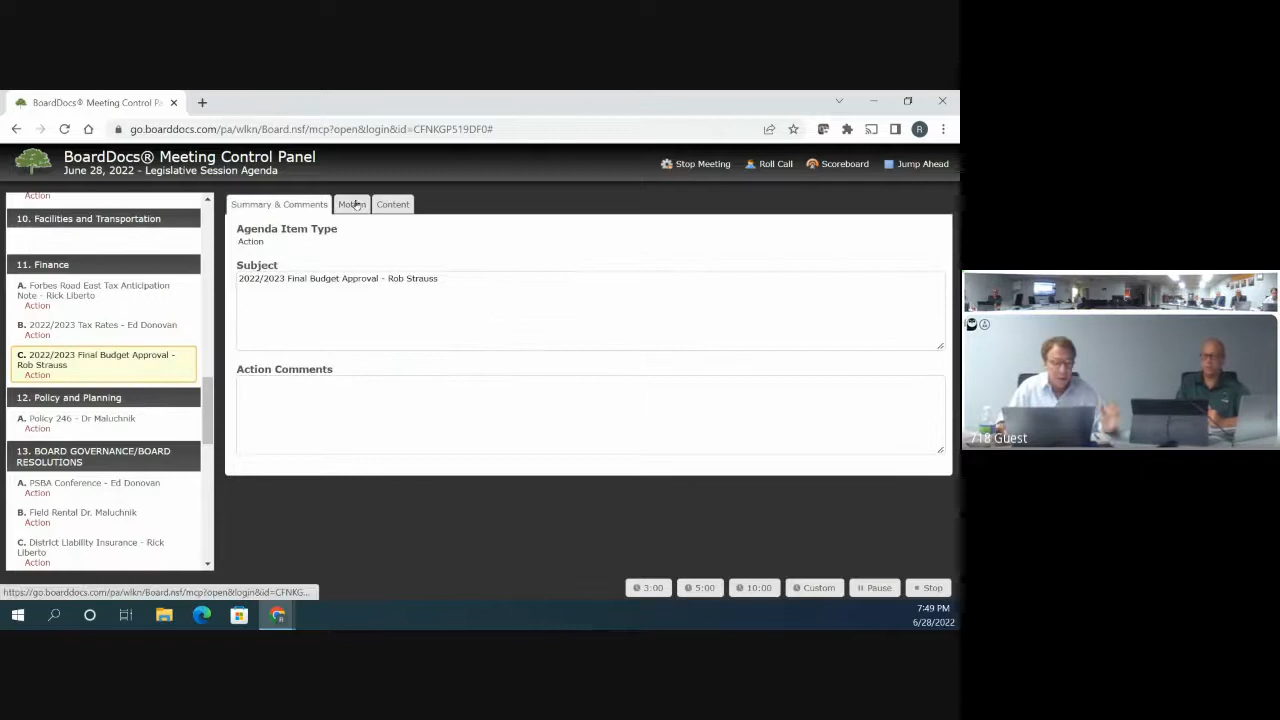 BoardDocs® Meeting Control Pa
go.boarddocs.com/pa/wlkn/Board.nsf/mcp?open&login&id=CFNKGP519DF0#
R
BoardDocs® Meeting Control Panel
June 28, 2022 - Legislative Session Agenda
Stop Meeting
Roll Call
Scoreboard
Jump Ahead
Action
10. Facilities and Transportation
11. Finance
A. Forbes Road East Tax Anticipation
Note - Rick Liberto
Action
B. 2022/2023 Tax Rates - Ed Donovan
Action
C. 2022/2023 Final Budget Approval -
Rob Strauss
Action
12. Policy and Planning
A. Policy 246 - Dr Maluchnik
Action
13. BOARD GOVERNANCE/BOARD
RESOLUTIONS
A. PSBA Conference - Ed Donovan
Action
B. Field Rental Dr. Maluchnik
Action
C. District Liability Insurance - Rick
Liberto
Action
Summary & Comments
Motion
Content
Agenda Item Type
Action
Subject
2022/2023 Final Budget Approval - Rob Strauss
Action Comments
718 Guest
3:00
5:00
10:00
Custom
Pause
Stop
https://go.boarddocs.com/pa/wlkn/Board.nsf/mcp?open&login&id=CFNKG...
7:49 PM
6/28/2022